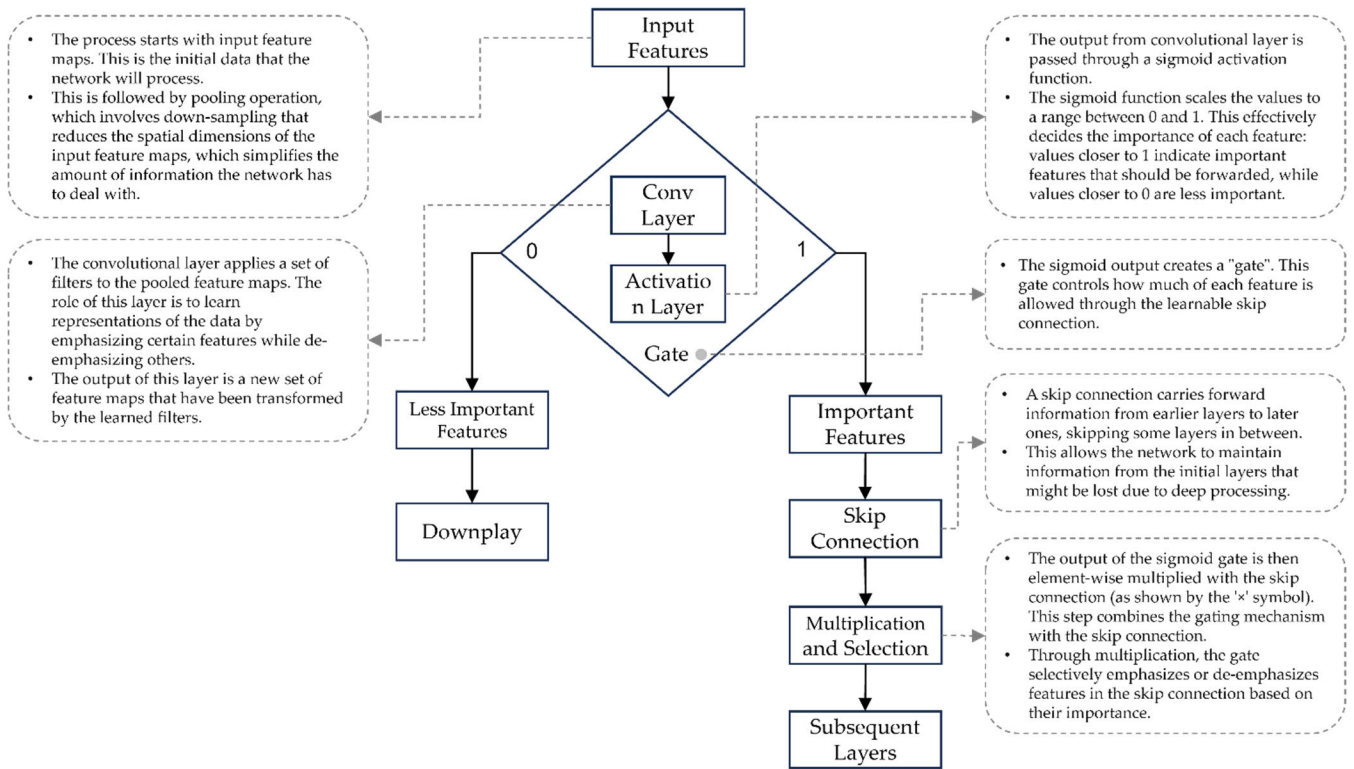 Input
Features
• The process starts with input feature
maps. This is the initial data that the
network will process.
• This is followed by pooling operation,
which involves down-sampling that
reduces the spatial dimensions of the
input feature maps, which simplifies the
amount of information the network has
to deal with.
• The output from convolutional layer is
passed through a sigmoid activation
function.
• The sigmoid function scales the values to
a range between 0 and 1. This effectively
decides the importance of each feature:
values closer to 1 indicate important
features that should be forwarded, while
values closer to 0 are less important.
Conv
Layer
0
1
Activatio
n Layer
Gate
• The convolutional layer applies a set of
filters to the pooled feature maps. The
role of this layer is to learn
representations of the data by
emphasizing certain features while de-
emphasizing others.
• The output of this layer is a new set of
feature maps that have been transformed
by the learned filters.
• The sigmoid output creates a "gate". This
gate controls how much of each feature is
allowed through the learnable skip
connection.
Less Important
Features
Downplay
Important
Features
• A skip connection carries forward
information from earlier layers to later
ones, skipping some layers in between.
• This allows the network to maintain
information from the initial layers that
might be lost due to deep processing.
Skip
Connection
• The output of the sigmoid gate is then
element-wise multiplied with the skip
connection (as shown by the '×' symbol).
This step combines the gating mechanism
with the skip connection.
• Through multiplication, the gate
selectively emphasizes or de-emphasizes
features in the skip connection based on
their importance.
Multiplication
and Selection
Subsequent
Layers